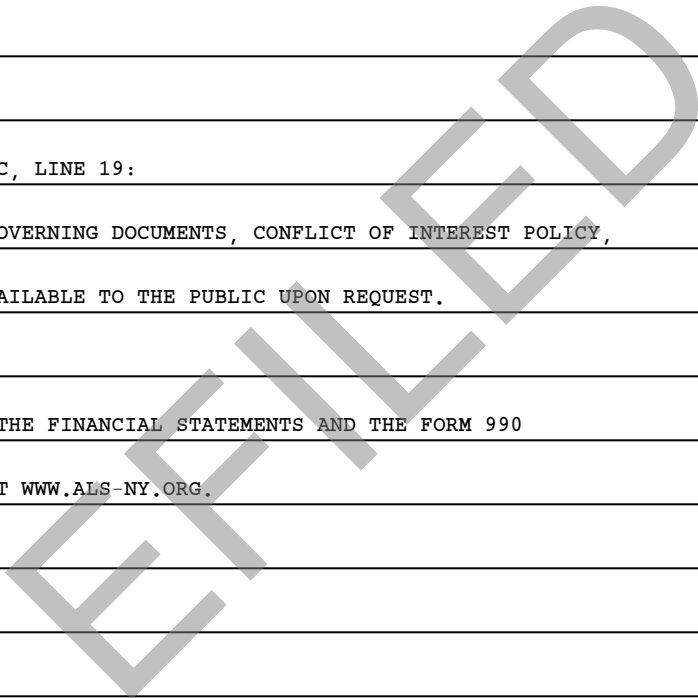 C, LINE 19:
OVERNING DOCUMENTS, CONFLICT OF INTEREST POLICY,
AILABLE TO THE PUBLIC UPON REQUEST.
THE FINANCIAL STATEMENTS AND THE FORM 990
T WWW.ALS-NY.ORG.
EFILED